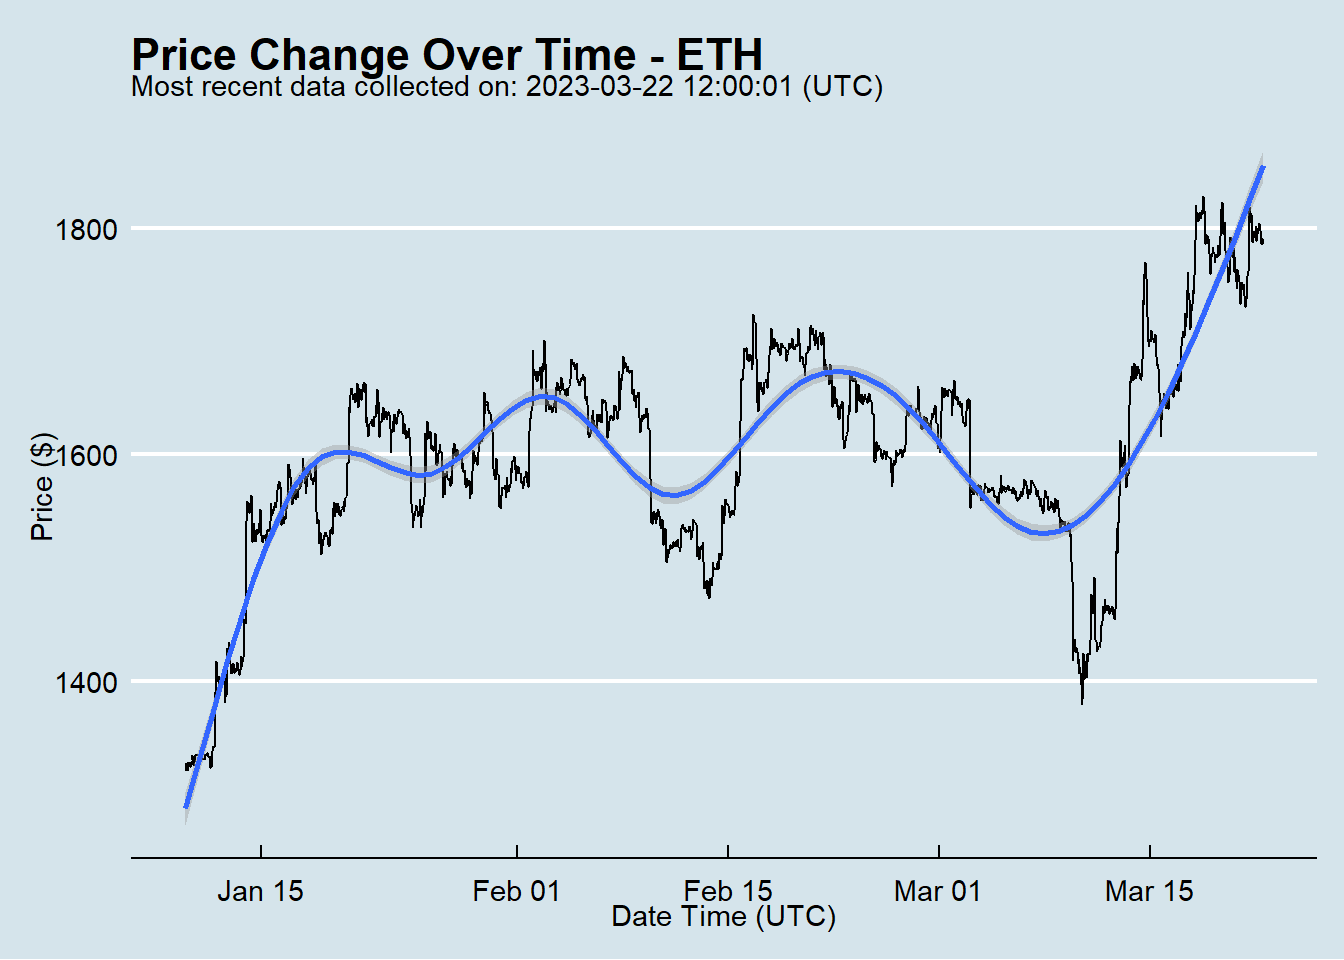 Price Change Over Time - ETH
Most recent data collected on: 2023-03-22 12:00:01 (UTC)
Price ($)
1800
1600
1400
Jan 15
Feb 01
Feb 15
Mar 01
Mar 15
Date Time (UTC)